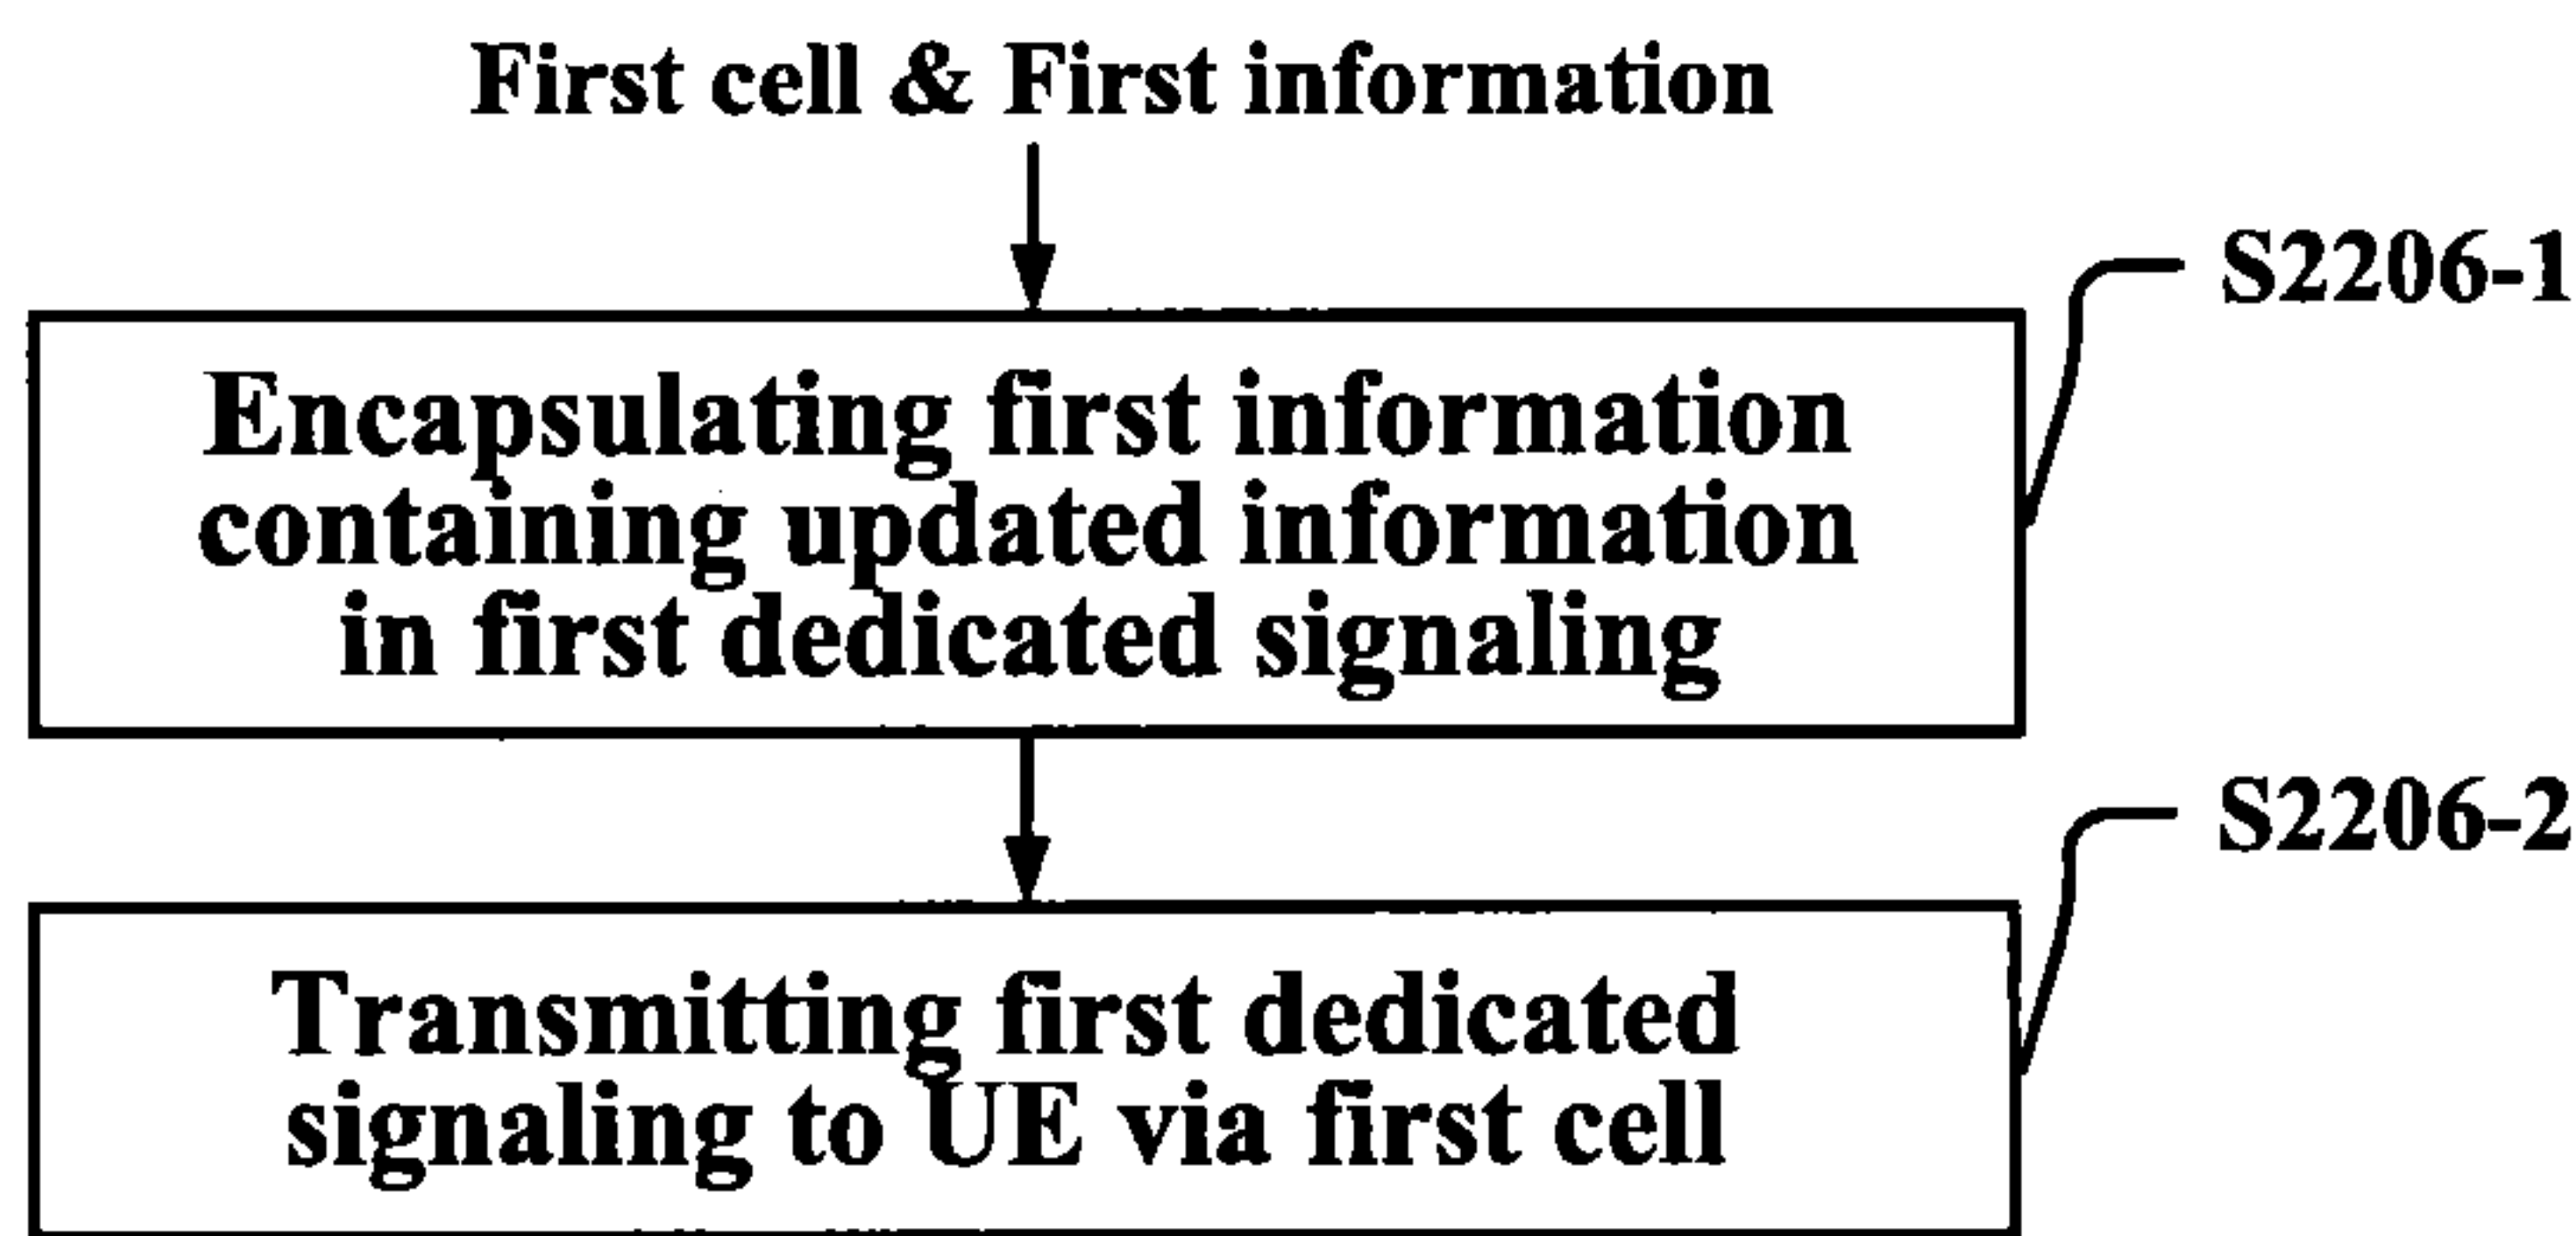 First cell & First information
S2206-1
Encapsulating first information
containing updated information
in first dedicated signaling
S2206-2
Transmitting first dedicated
signaling to UE via first cell